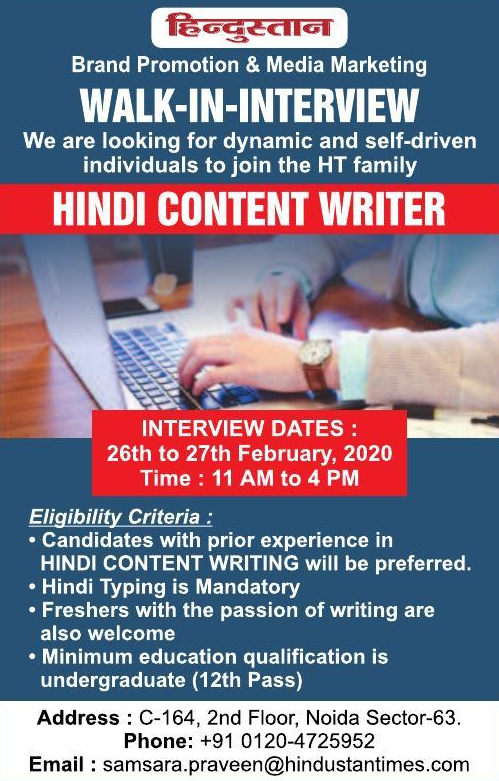 हिन्दुस्तान
Brand Promotion & Media Marketing
WALK-IN-INTERVIEW
We are looking for dynamic and self-driven
individuals to join the HT family
HINDI CONTENT WRITER
INTERVIEW DATES :
26th to 27th February, 2020
Time : 11 AM to 4 PM
Eligibility Criteria :
• Candidates with prior experience in
HINDI CONTENT WRITING will be preferred.
• Hindi Typing is Mandatory
• Freshers with the passion of writing are
also welcome
• Minimum education qualification is
undergraduate (12th Pass)
Address : C-164, 2nd Floor, Noida Sector-63.
Phone: +91 0120-4725952
Email : samsara.praveen@hindustantimes.com